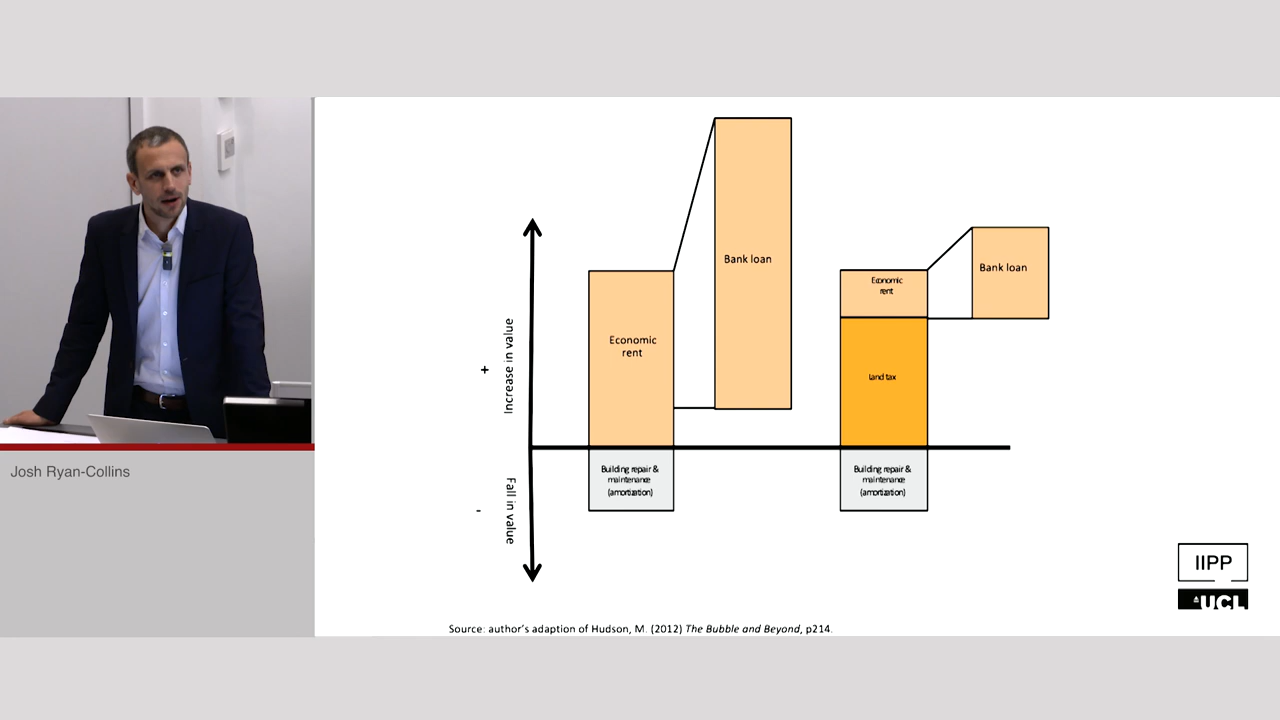 Josh Ryan-Collins
+
Increase in value
-
Fall in value
Economic
rent
Bank loan
Building repair &
maintenance
(amortization)
Economic
rent
land tax
Bank loan
Building repair &
maintenance
(amortization)
IIPP
UCL
Source: author's adaption of Hudson, M. (2012) The Bubble and Beyond, p214.